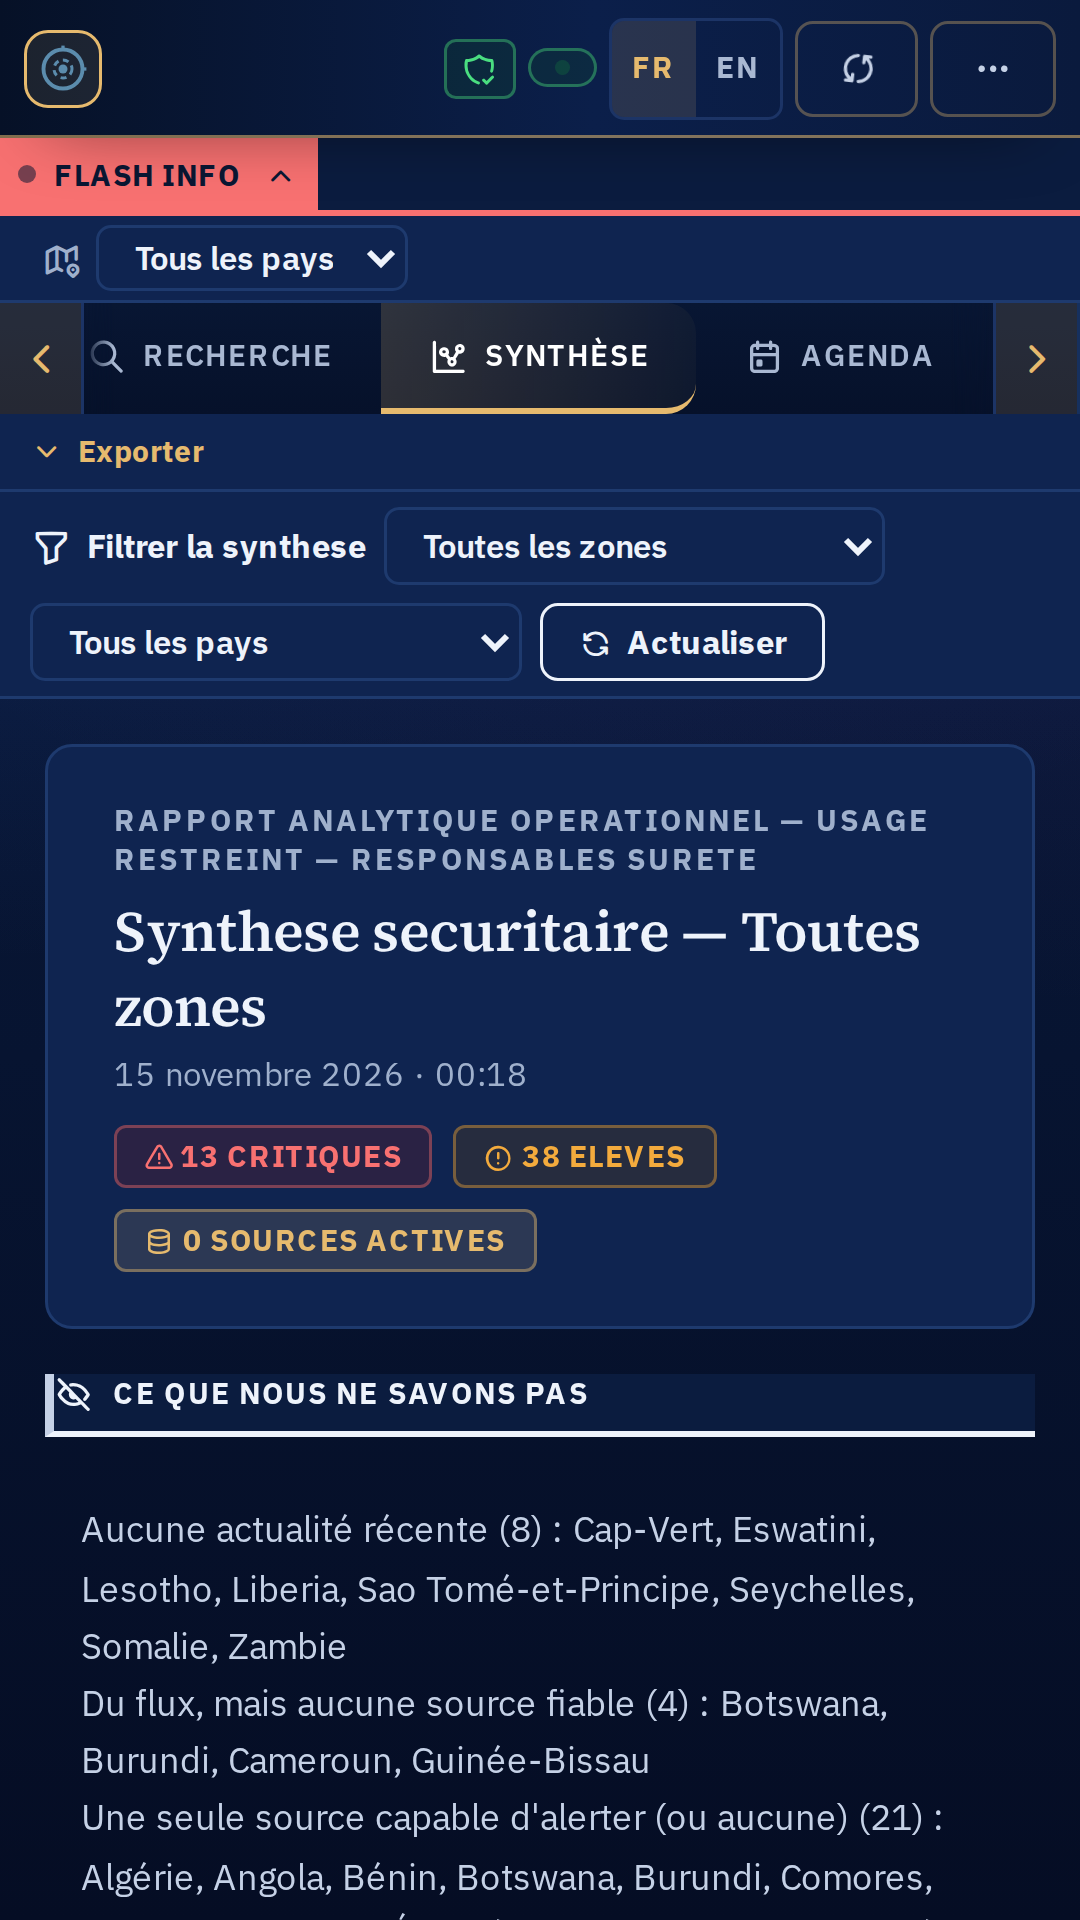 FR
EN
FLASH INFO
Tous les pays
RECHERCHE
SYNTHÈSE
AGENDA
Exporter
Filtrer la synthese
Toutes les zones
Tous les pays
Actualiser
RAPPORT ANALYTIQUE OPERATIONNEL — USAGE
RESTREINT — RESPONSABLES SURETE
Synthese securitaire — Toutes
zones
15 novembre 2026 · 00:18
13 CRITIQUES
38 ELEVES
0 SOURCES ACTIVES
CE QUE NOUS NE SAVONS PAS
Aucune actualité récente (8) : Cap-Vert, Eswatini,
Lesotho, Liberia, Sao Tomé-et-Principe, Seychelles,
Somalie, Zambie
Du flux, mais aucune source fiable (4) : Botswana,
Burundi, Cameroun, Guinée-Bissau
Une seule source capable d'alerter (ou aucune) (21) :
Algérie, Angola, Bénin, Botswana, Burundi, Comores,